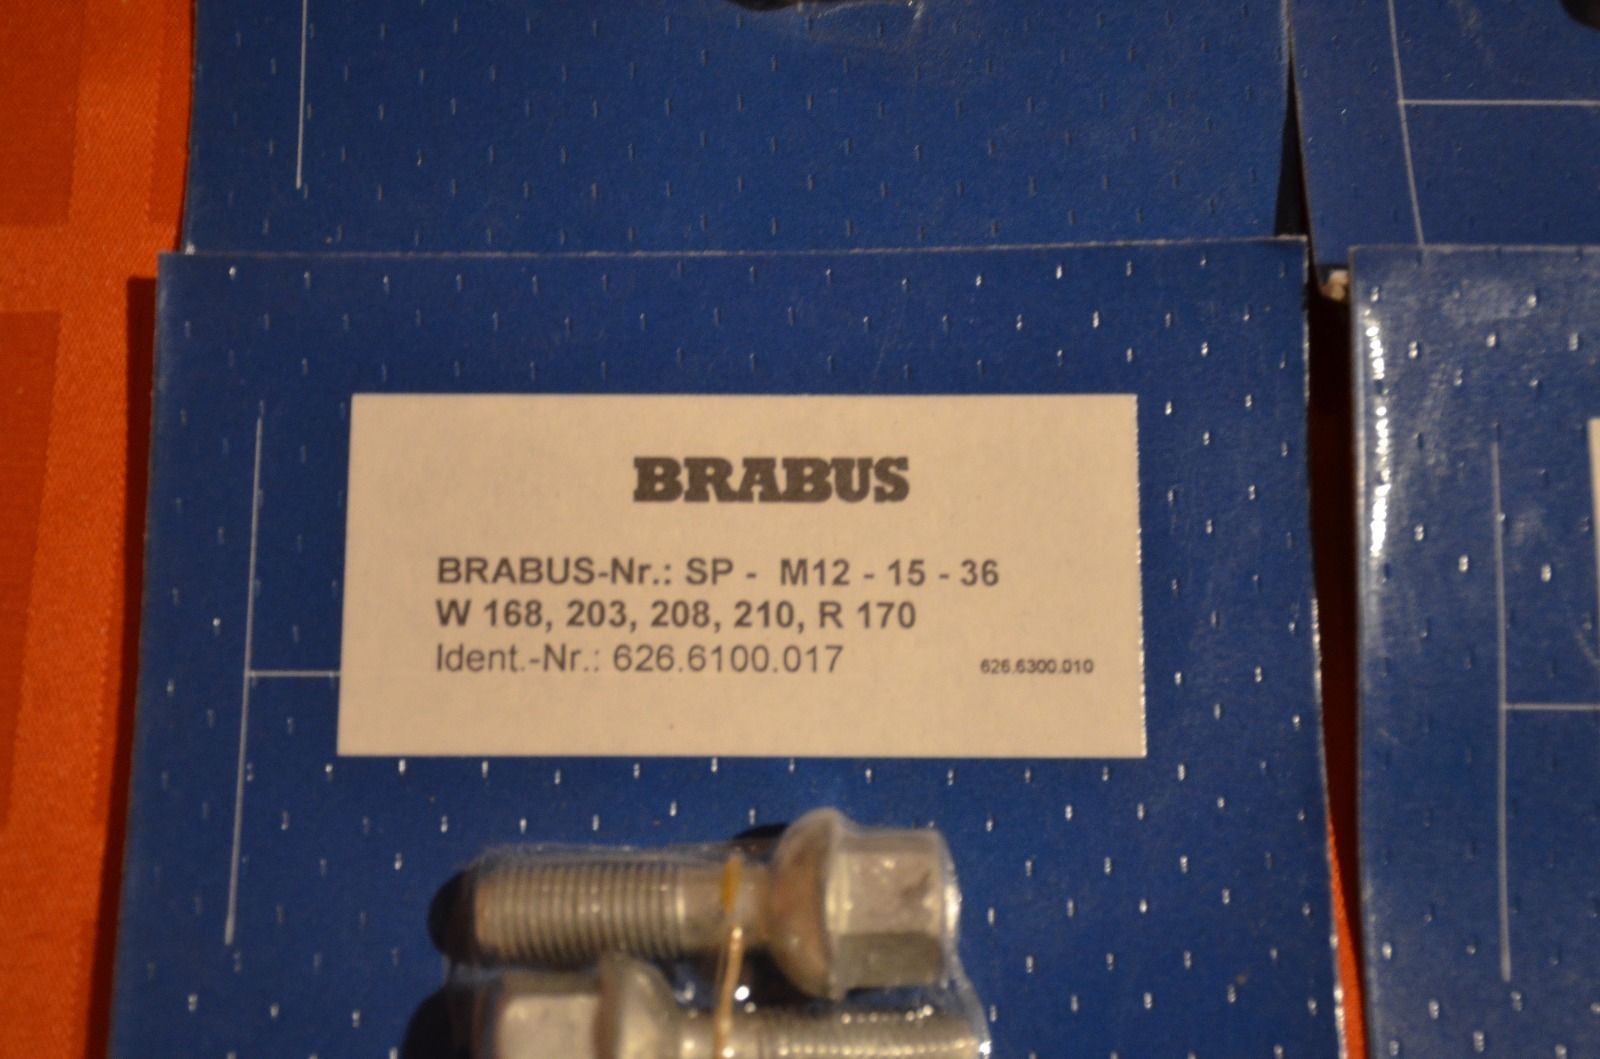 BRABUS
BRABUS-Nr.: SP - M12 - 15 - 36
W 168, 203, 208, 210, R 170
Ident.-Nr.: 626.6100.017 626.6300.010